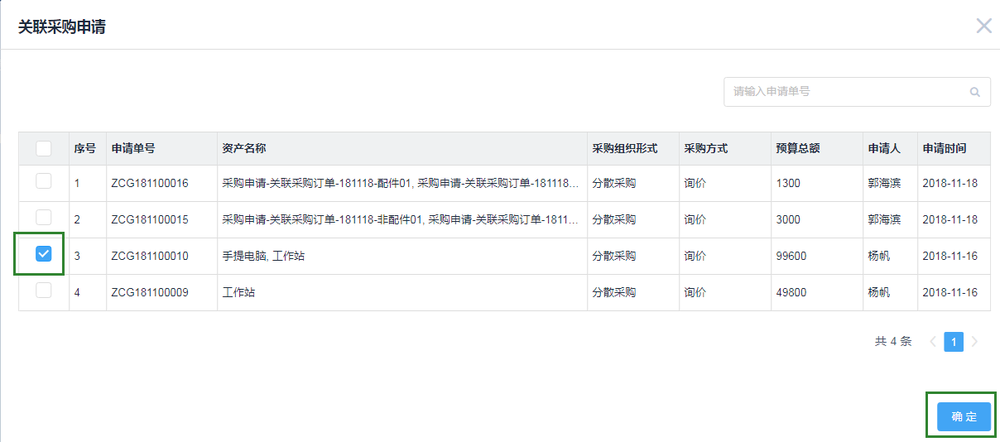 关联采购申请
请输入申请单号
序号 申请单号 资产名称 采购组织形式 采购方式 预算总额 申请人 申请时间
1 ZCG181100016 采购申请-关联采购订单-181118-配件01, 采购申请-关联采购订单-181118... 分散采购 询价 1300 郭海滨 2018-11-18
2 ZCG181100015 采购申请-关联采购订单-181118-非配件01, 采购申请-关联采购订单-1811... 分散采购 询价 3000 郭海滨 2018-11-18
3 ZCG181100010 手提电脑, 工作站 分散采购 询价 99600 杨帆 2018-11-16
4 ZCG181100009 工作站 分散采购 询价 49800 杨帆 2018-11-16
共 4 条 1
确 定